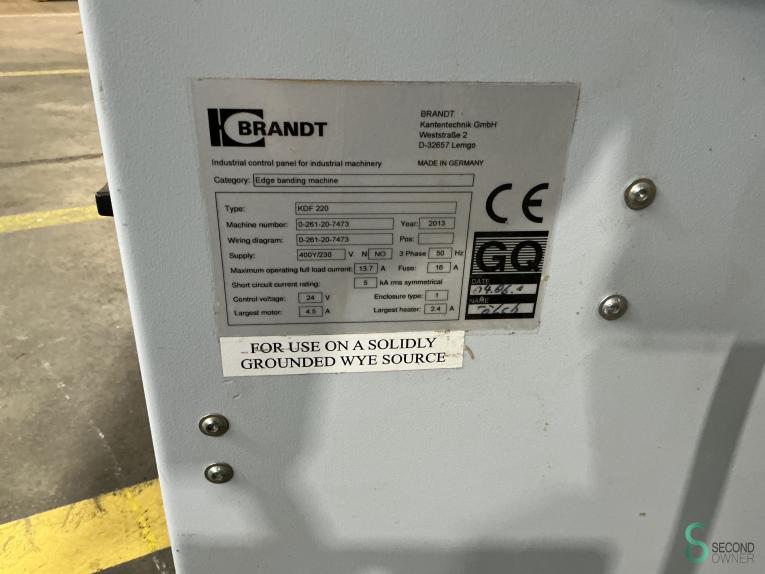 BRANDT
BRANDT
Kantentechnik GmbH
Weststraße 2
D-32657 Lemgo
Industrial control panel for industrial machinery
MADE IN GERMANY
Category: Edge banding machine
CE
Type: KDF 220
Machine number: 0-261-20-7473 Year: 2013
Wiring diagram: 0-261-20-7473 Pos:
Supply: 400Y/230 V N NO 3 Phase 50 Hz
Maximum operating full load current: 13.7 A Fuse: 16 A
Short circuit current rating: 5 kA rms symmetrical
Control voltage: 24 V Enclosure type: 1
Largest motor: 4.5 A Largest heater: 2.4 A
GQ
DATE
NAME
FOR USE ON A SOLIDLY
GROUNDED WYE SOURCE
SECOND
OWNER